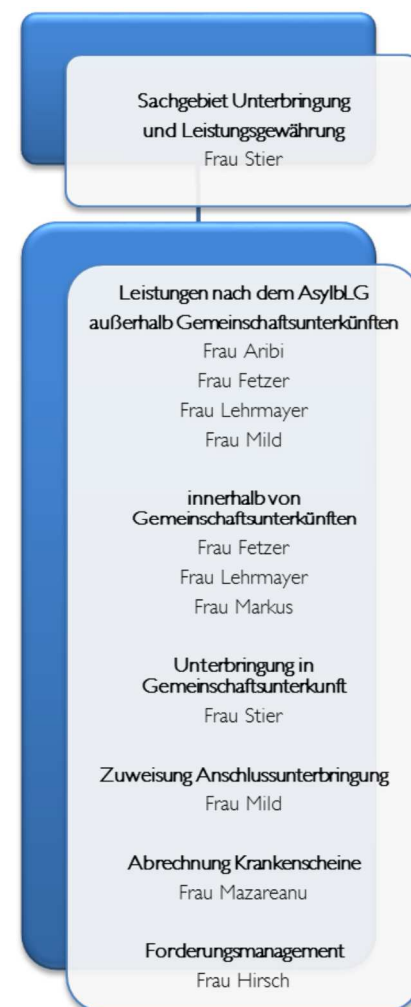 Sachgebiet Unterbringung
und Leistungsgewährung
Frau Stier
Leistungen nach dem AsylbLG
außerhalb Gemeinschaftsunterkünften
Frau Aribi
Frau Fetzer
Frau Lehrmayer
Frau Mild
innerhalb von
Gemeinschaftsunterkünften
Frau Fetzer
Frau Lehrmayer
Frau Markus
Unterbringung in
Gemeinschaftsunterkunft
Frau Stier
Zuweisung Anschlussunterbringung
Frau Mild
Abrechnung Krankenscheine
Frau Mazareanu
Forderungsmanagement
Frau Hirsch